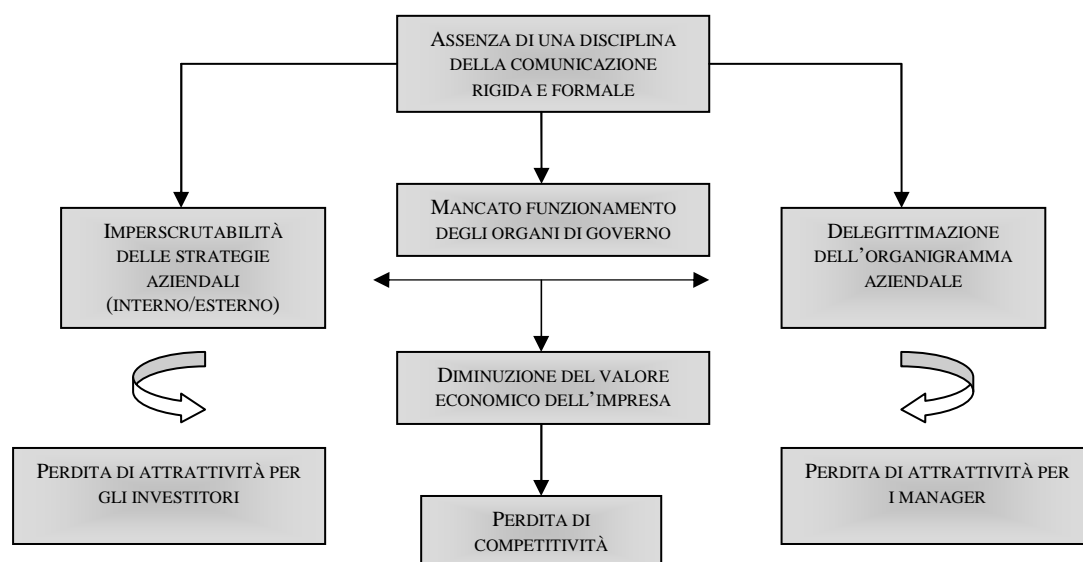 ASSENZA DI UNA DISCIPLINA
DELLA COMUNICAZIONE
RIGIDA E FORMALE
IMPERSCRUTABILITÀ
DELLE STRATEGIE
AZIENDALI
(INTERNO/ESTERNO)
MANCATO FUNZIONAMENTO
DEGLI ORGANI DI GOVERNO
DELEGITTIMAZIONE
DELL’ORGANIGRAMMA
AZIENDALE
DIMINUZIONE DEL VALORE
ECONOMICO DELL’IMPRESA
PERDITA DI ATTRATTIVITÀ PER
GLI INVESTITORI
PERDITA DI ATTRATTIVITÀ PER
I MANAGER
PERDITA DI
COMPETITIVITÀ